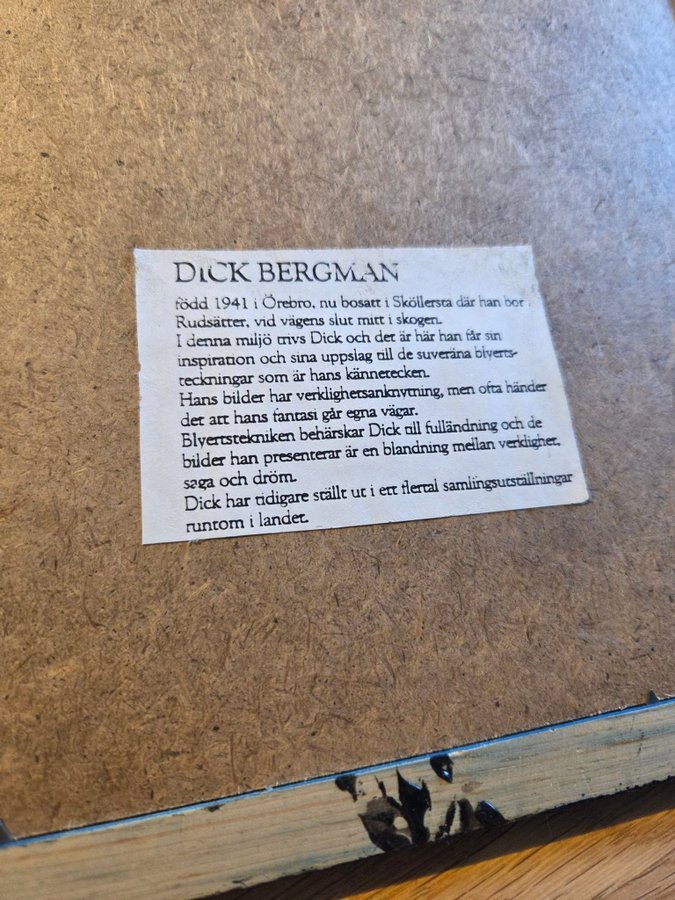 DICK BERGMAN
född 1941 i Örebro, nu bosatt i Sköllersta där han bor
Rudsätter, vid vägens slut mitt i skogen.
I denna miljö trivs Dick och det är här han får sin
inspiration och sina uppslag till de suveräna blyerts-
teckningar som är hans kännetecken.
Hans bilder har verklighetsanknytning, men ofta händer
det att hans fantasi går egna vägar.
Blyertstekniken behärskar Dick till fulländning och de
bilder han presenterar är en blandning mellan verklighet,
saga och dröm.
Dick har tidigare ställt ut i ett flertal samlingsutställningar
runtom i landet.